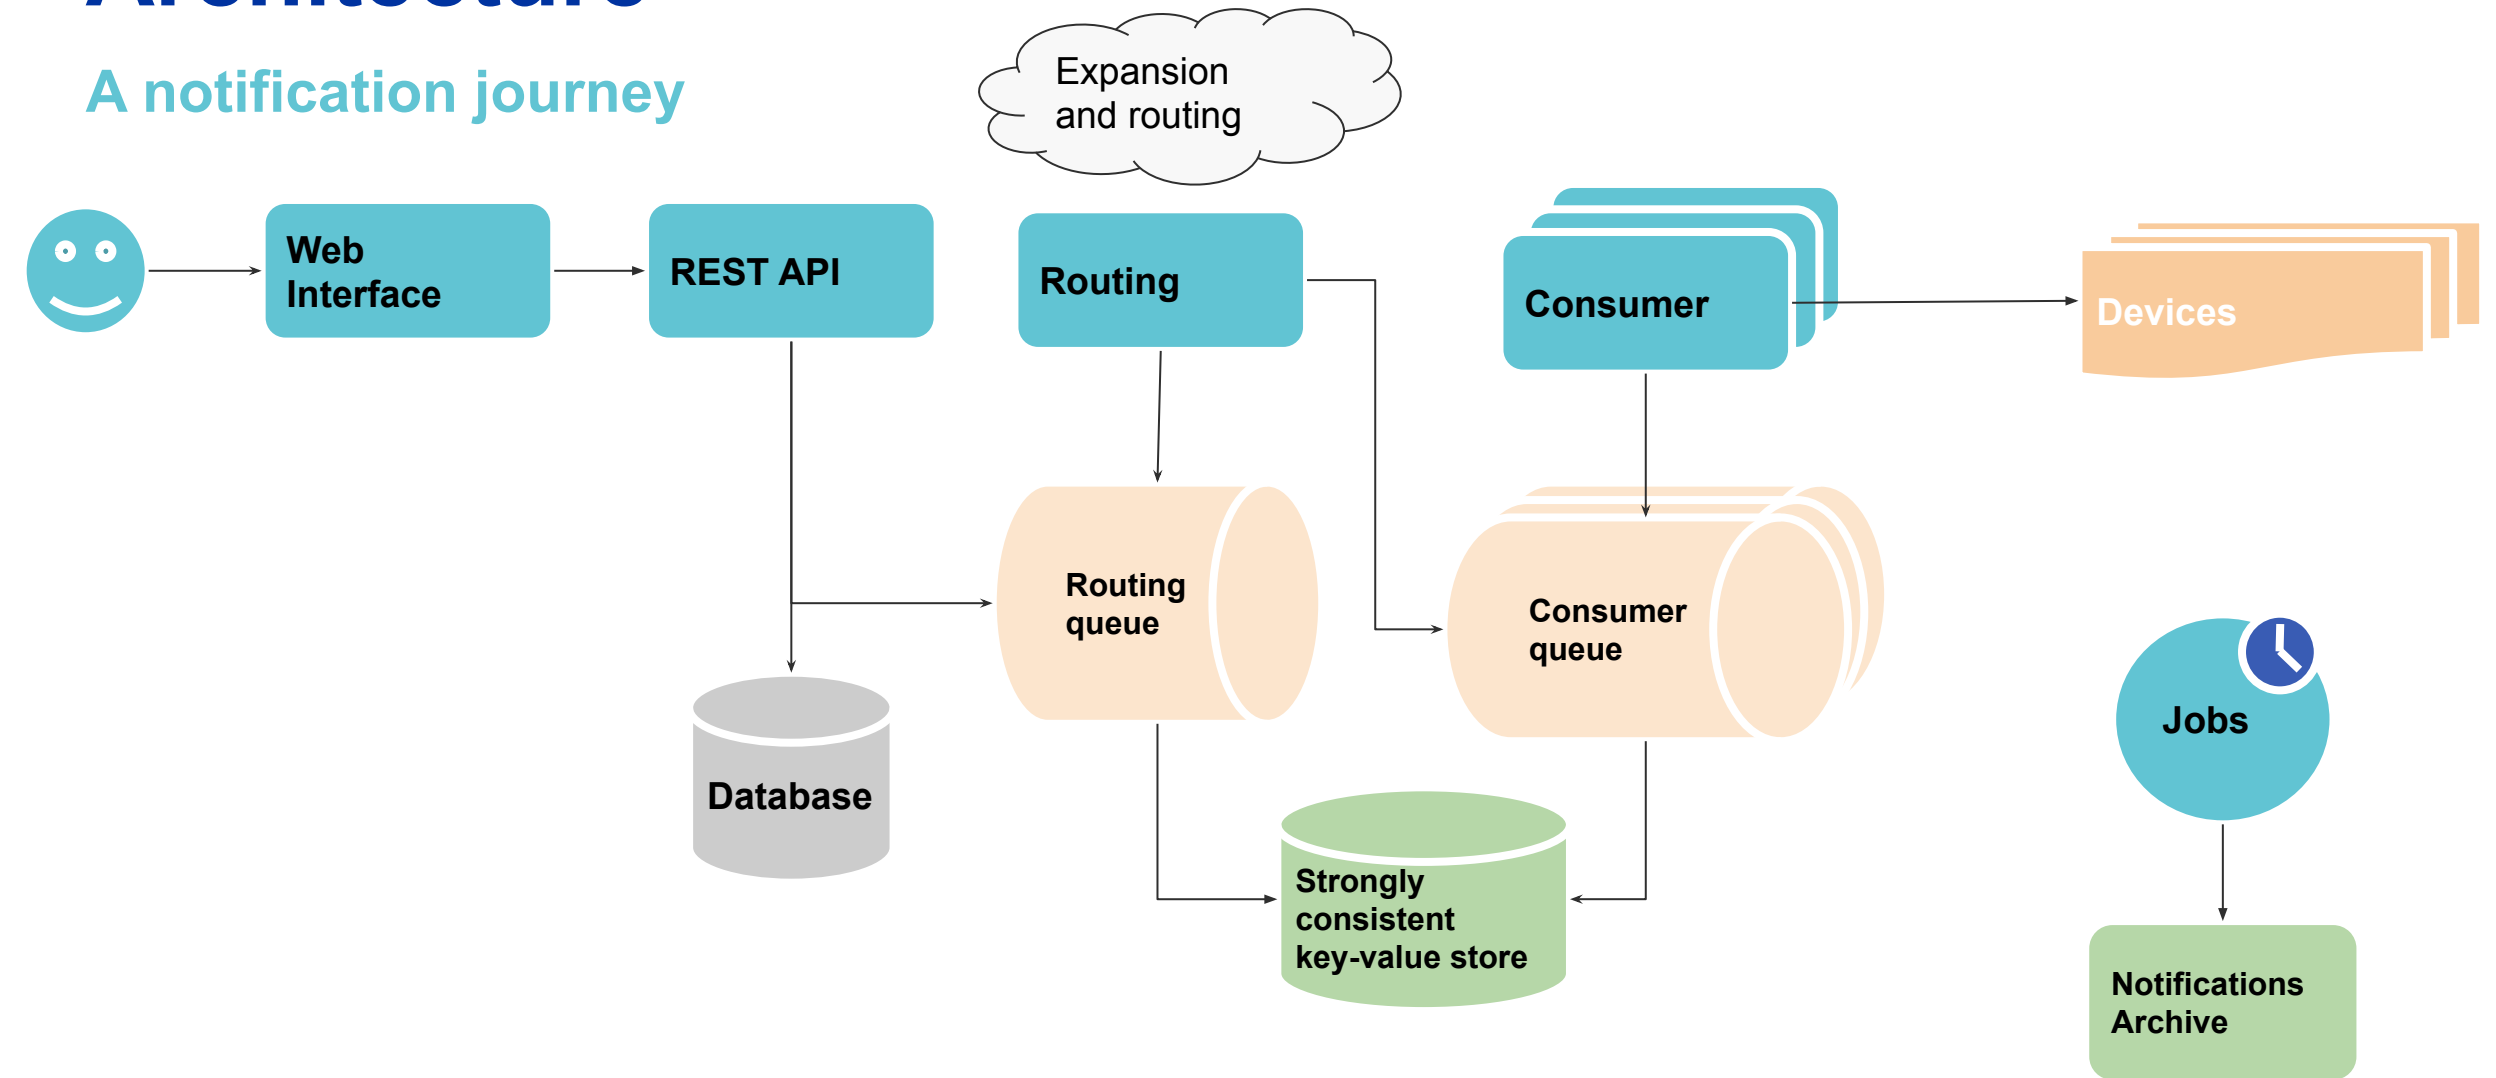 Architecture
A notification journey
Expansion
and routing
Web
Interface
REST API
Routing
Consumer
Devices
Routing
queue
Consumer
queue
Jobs
Database
Strongly
consistent
key-value store
Notifications
Archive